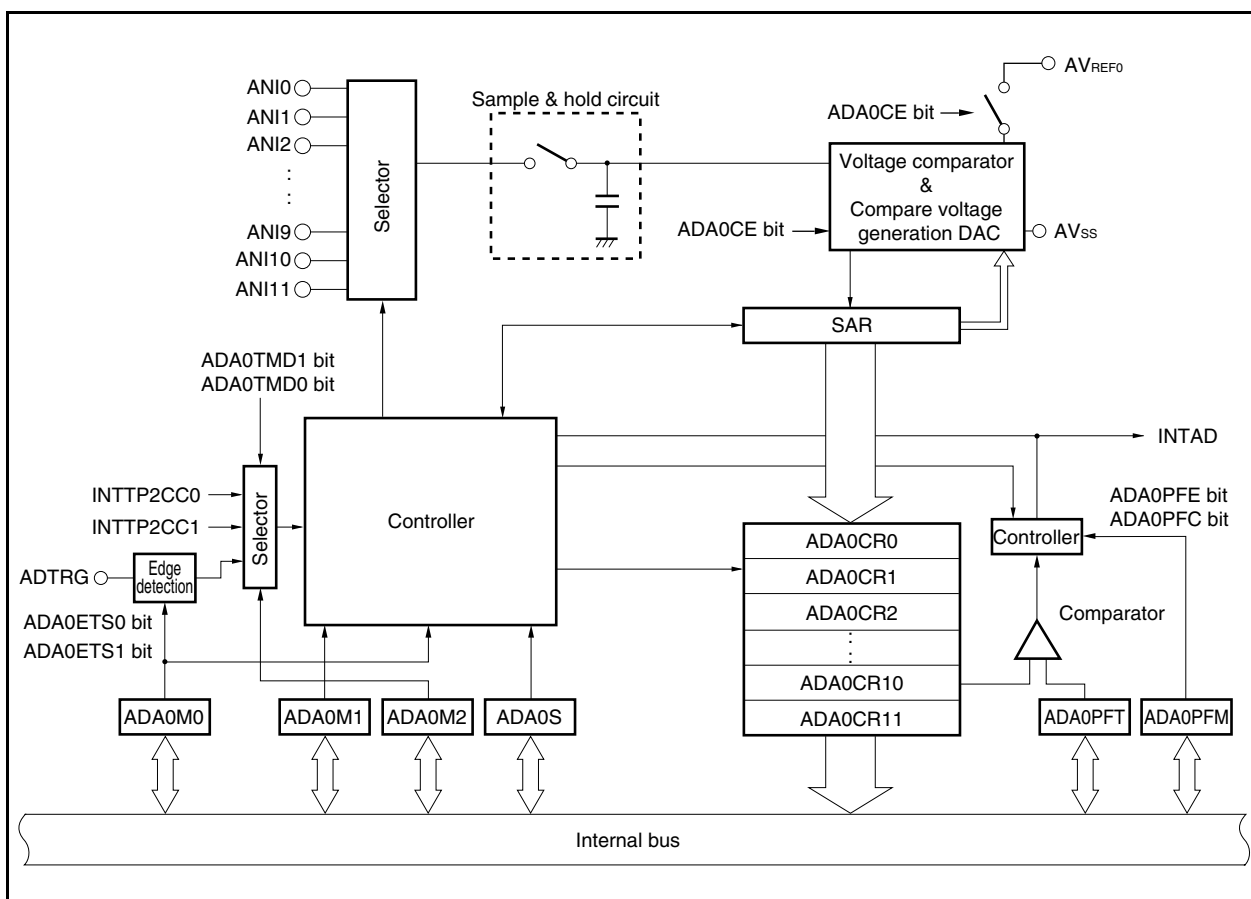 ANI0
ANI1
ANI2
ANI9
ANI10
ANI11
Selector
Sample & hold circuit
AVREF0
ADA0CE bit
Voltage comparator
&
Compare voltage
generation DAC
ADA0CE bit
AVSS
SAR
ADA0TMD1 bit
ADA0TMD0 bit
INTTP2CC0
INTTP2CC1
ADTRG
Edge
detection
Selector
Controller
INTAD
ADA0PFE bit
ADA0PFC bit
Controller
ADA0CR0
ADA0CR1
ADA0CR2
ADA0CR10
ADA0CR11
Comparator
ADA0ETS0 bit
ADA0ETS1 bit
ADA0M0
ADA0M1
ADA0M2
ADA0S
ADA0PFT
ADA0PFM
Internal bus